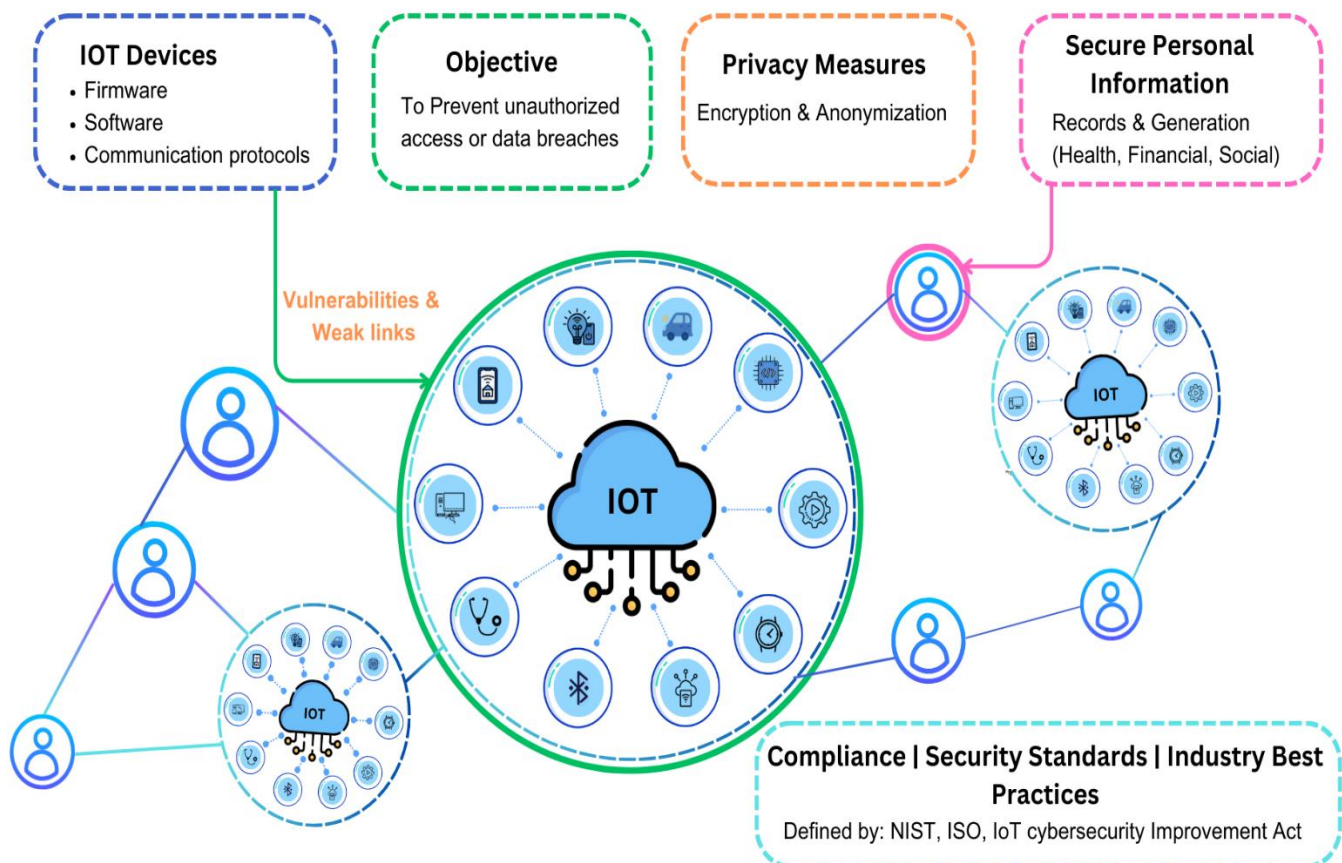 IOT Devices
• Firmware
• Software
• Communication protocols
Objective
To Prevent unauthorized
access or data breaches
Privacy Measures
Encryption & Anonymization
Secure Personal
Information
Records & Generation
(Health, Financial, Social)
Vulnerabilities &
Weak links
IOT
IOT
IOT
Compliance | Security Standards | Industry Best
Practices
Defined by: NIST, ISO, IoT cybersecurity Improvement Act